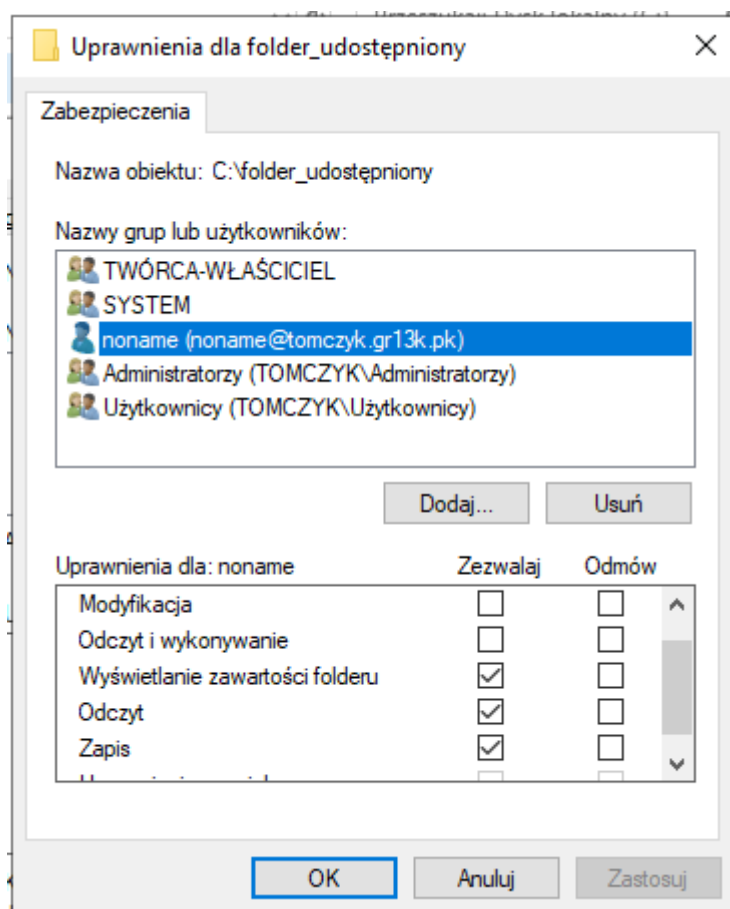 Uprawnienia dla folder_udostępniony
Zabezpieczenia
Nazwa obiektu: C:\folder_udostępniony
Nazwy grup lub użytkowników:
TWÓRCA-WŁAŚCICIEL
SYSTEM
noname (noname@tomczyk.gr13k.pk)
Administratorzy (TOMCZYK\Administratorzy)
Użytkownicy (TOMCZYK\Użytkownicy)
Dodaj... Usuń
Uprawnienia dla: noname Zezwalaj Odmów
Modyfikacja
Odczyt i wykonywanie
Wyświetlanie zawartości folderu
Odczyt
Zapis
OK Anuluj Zastosuj